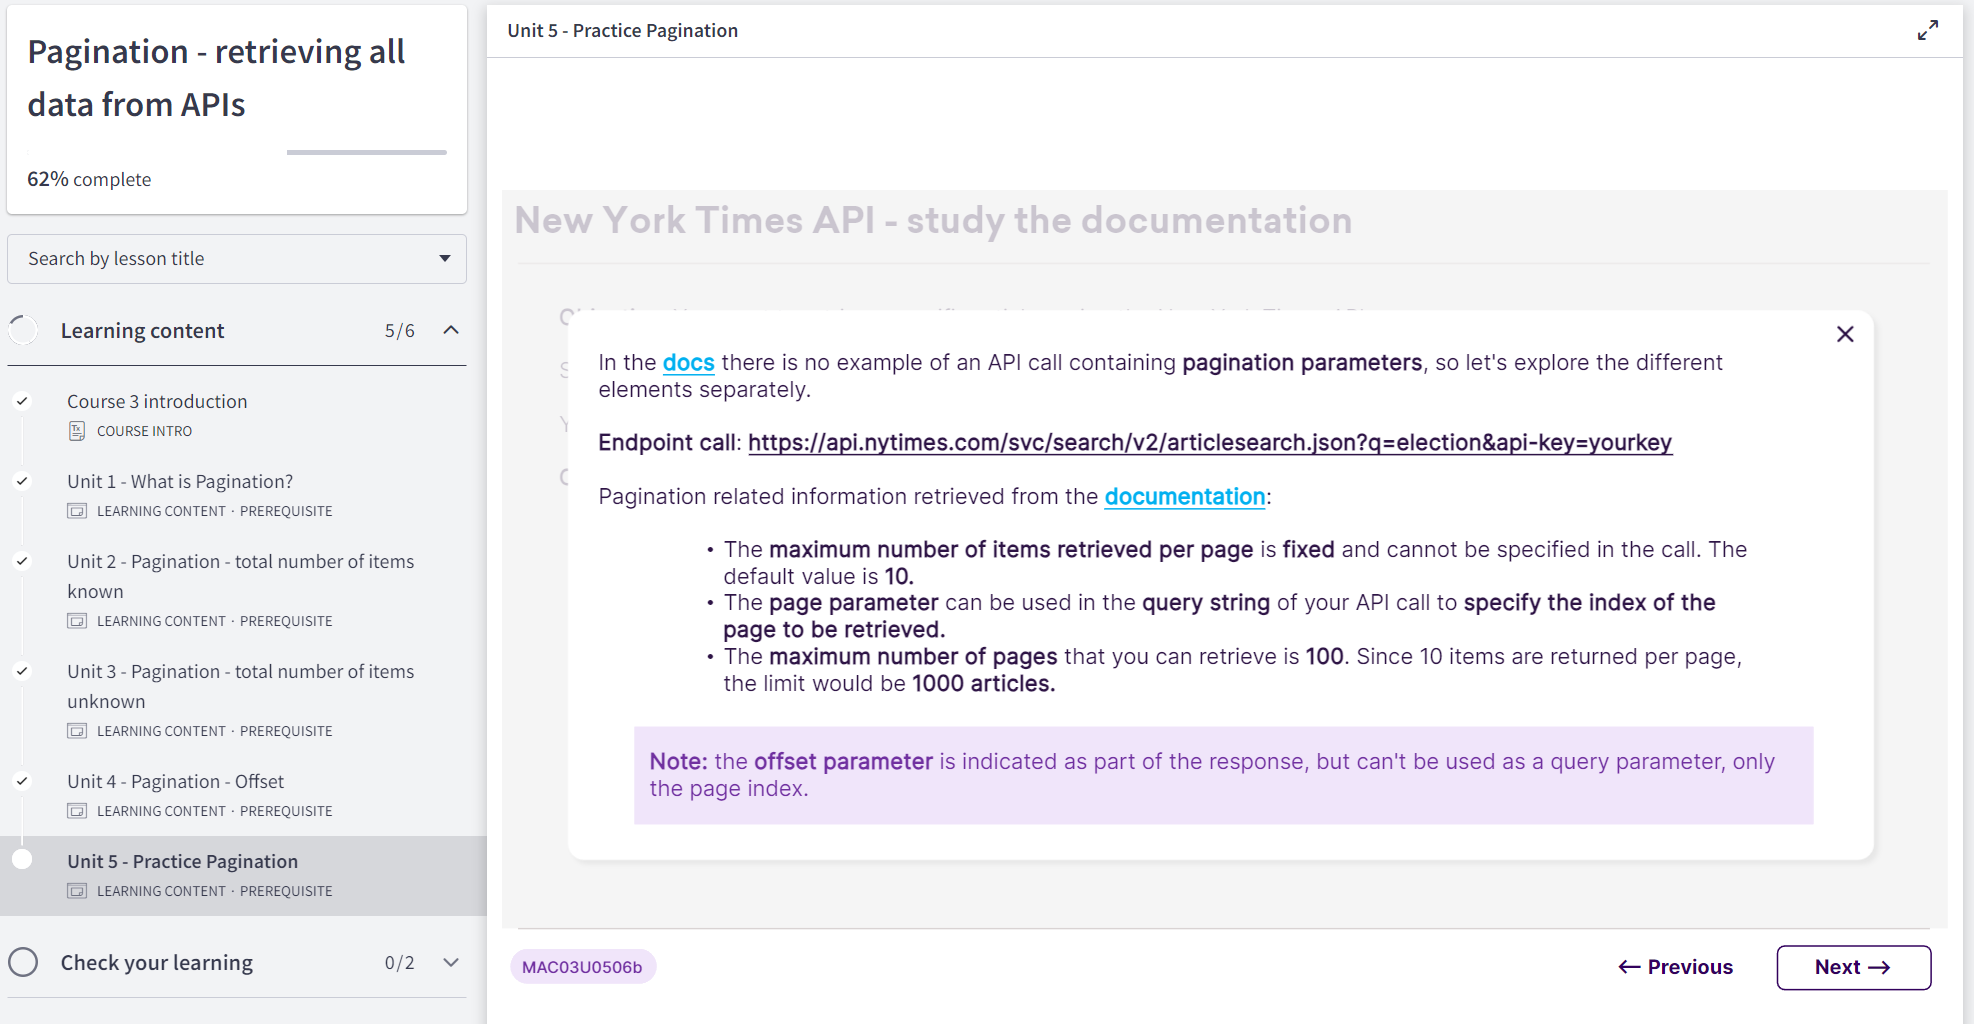 Pagination - retrieving all
data from APIs
62% complete
Search by lesson title
Learning content 5/6
Course 3 introduction
COURSE INTRO
Unit 1 - What is Pagination?
LEARNING CONTENT · PREREQUISITE
Unit 2 - Pagination - total number of items
known
LEARNING CONTENT · PREREQUISITE
Unit 3 - Pagination - total number of items
unknown
LEARNING CONTENT · PREREQUISITE
Unit 4 - Pagination - Offset
LEARNING CONTENT · PREREQUISITE
Unit 5 - Practice Pagination
LEARNING CONTENT · PREREQUISITE
Check your learning 0/2
Unit 5 - Practice Pagination
New York Times API - study the documentation
In the docs there is no example of an API call containing pagination parameters, so let's explore the different
elements separately.
Endpoint call: https://api.nytimes.com/svc/search/v2/articlesearch.json?q=election&api-key=yourkey
Pagination related information retrieved from the documentation:
• The maximum number of items retrieved per page is fixed and cannot be specified in the call. The
default value is 10.
• The page parameter can be used in the query string of your API call to specify the index of the
page to be retrieved.
• The maximum number of pages that you can retrieve is 100. Since 10 items are returned per page,
the limit would be 1000 articles.
Note: the offset parameter is indicated as part of the response, but can't be used as a query parameter, only
the page index.
MAC03U0506b
← Previous
Next →